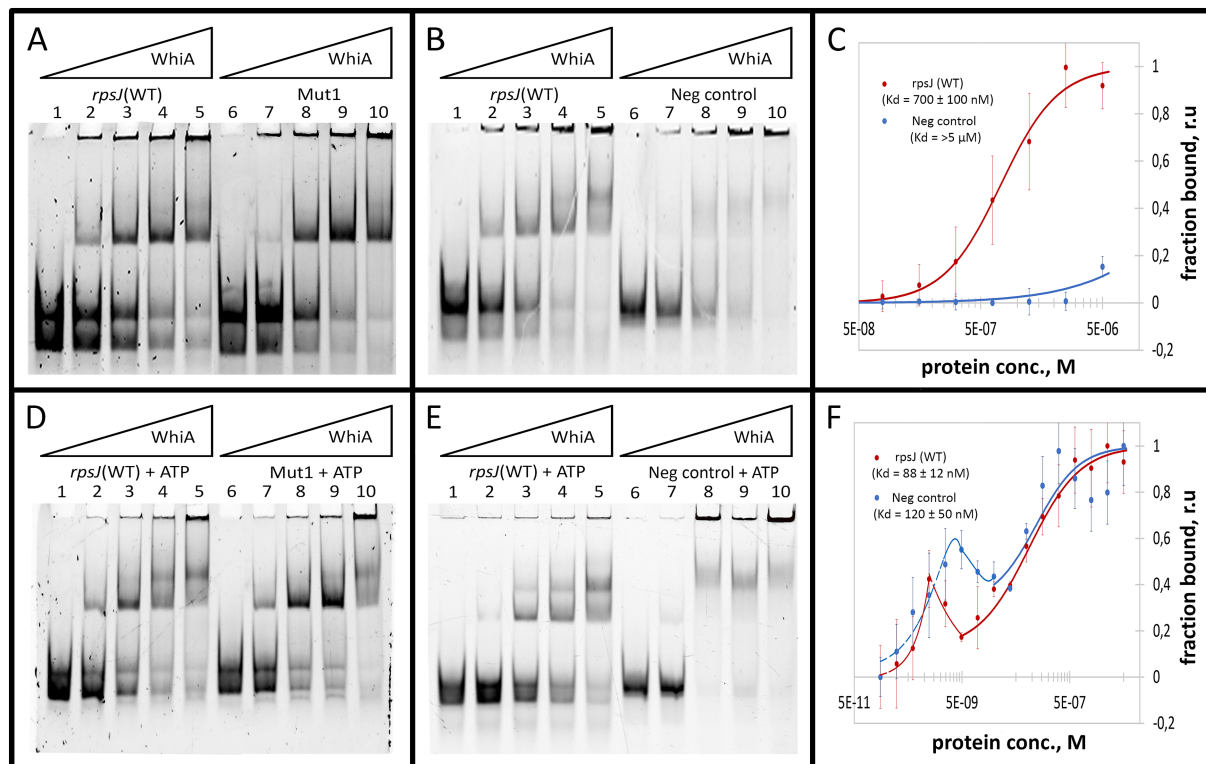 A
WhiA
rpsJ(WT)
Mut1
1 2 3 4 5 6 7 8 9 10
B
WhiA
WhiA
rpsJ(WT)
Neg control
1 2 3 4 5 6 7 8 9 10
C
rpsJ (WT)
(Kd = 700 ± 100 nM)
Neg control
(Kd = >5 µM)
1
0,8
0,6
0,4
0,2
0
-0,2
fraction bound, r.u
5E-08 5E-07 5E-06
protein conc., M
D
WhiA
WhiA
rpsJ(WT) + ATP
Mut1 + ATP
1 2 3 4 5 6 7 8 9 10
E
WhiA
WhiA
rpsJ(WT) + ATP
Neg control + ATP
1 2 3 4 5 6 7 8 9 10
F
rpsJ (WT)
(Kd = 88 ± 12 nM)
Neg control
(Kd = 120 ± 50 nM)
1
0,8
0,6
0,4
0,2
0
-0,2
fraction bound, r.u
5E-11 5E-09 5E-07
protein conc., M